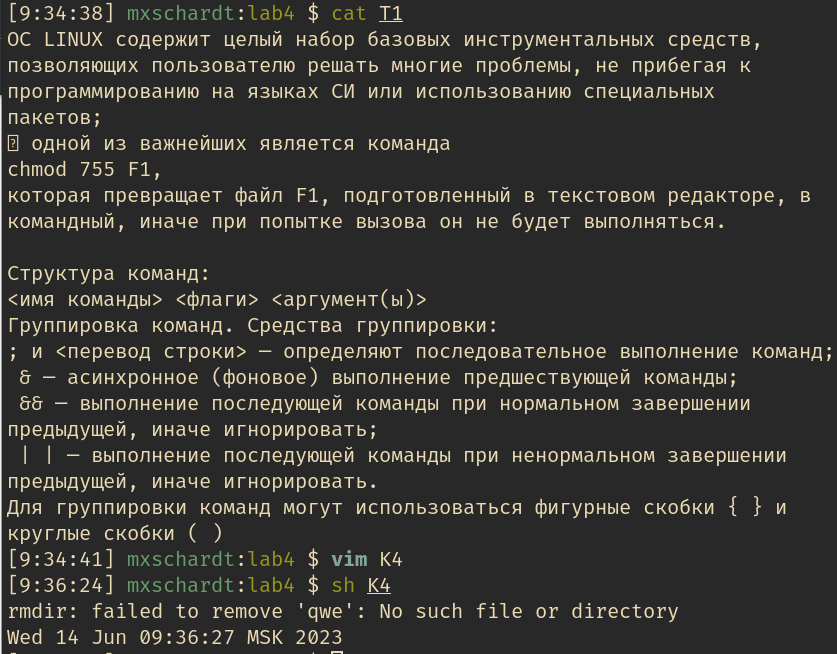 [9:34:38] mxschardt:lab4 $ cat T1
ОС LINUX содержит целый набор базовых инструментальных средств,
позволяющих пользователю решать многие проблемы, не прибегая к
программированию на языках СИ или использованию специальных
пакетов;
⍰ одной из важнейших является команда
chmod 755 F1,
которая превращает файл F1, подготовленный в текстовом редакторе, в
командный, иначе при попытке вызова он не будет выполняться.

Структура команд:
<имя команды> <флаги> <аргумент(ы)>
Группировка команд. Средства группировки:
; и <перевод строки> — определяют последовательное выполнение команд;
 & — асинхронное (фоновое) выполнение предшествующей команды;
 && — выполнение последующей команды при нормальном завершении
предыдущей, иначе игнорировать;
 | | — выполнение последующей команды при ненормальном завершении
предыдущей, иначе игнорировать.
Для группировки команд могут использоваться фигурные скобки { } и
круглые скобки ( )
[9:34:41] mxschardt:lab4 $ vim K4
[9:36:24] mxschardt:lab4 $ sh K4
rmdir: failed to remove 'qwe': No such file or directory
Wed 14 Jun 09:36:27 MSK 2023